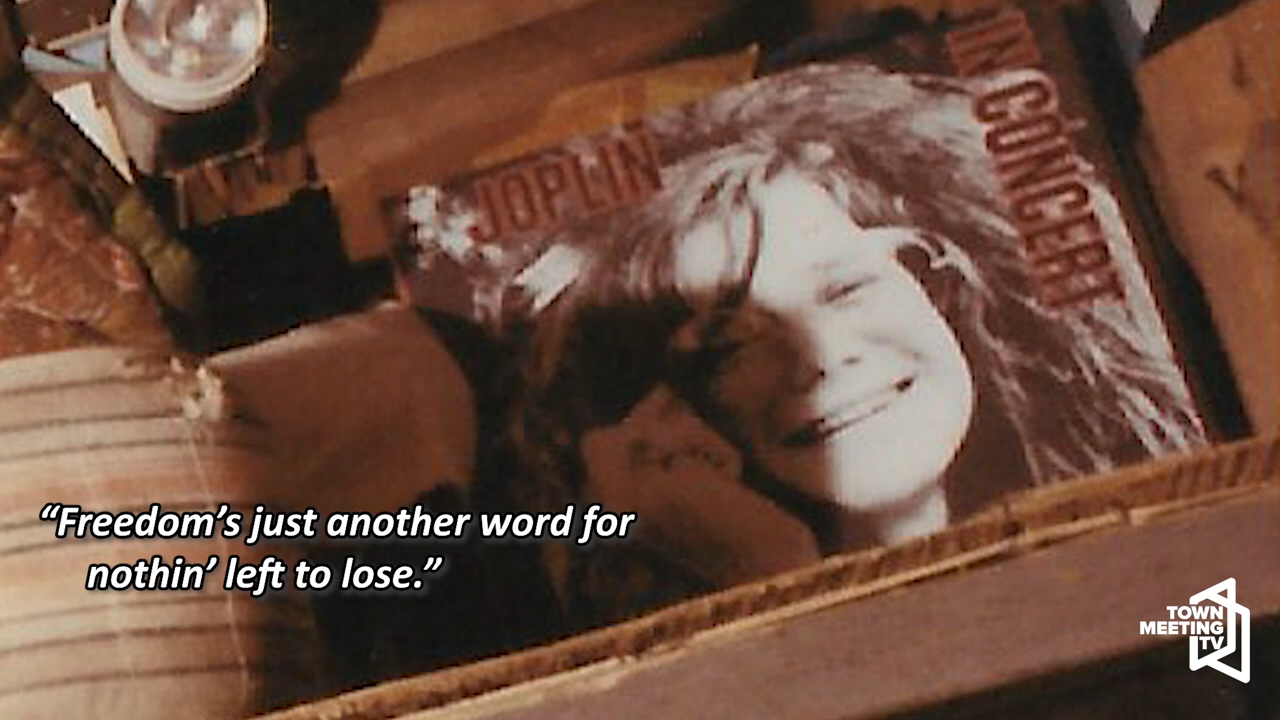 JOPLIN
IN CONCERT
“Freedom’s just another word for
nothin’ left to lose.”
TOWN
MEETING
TV